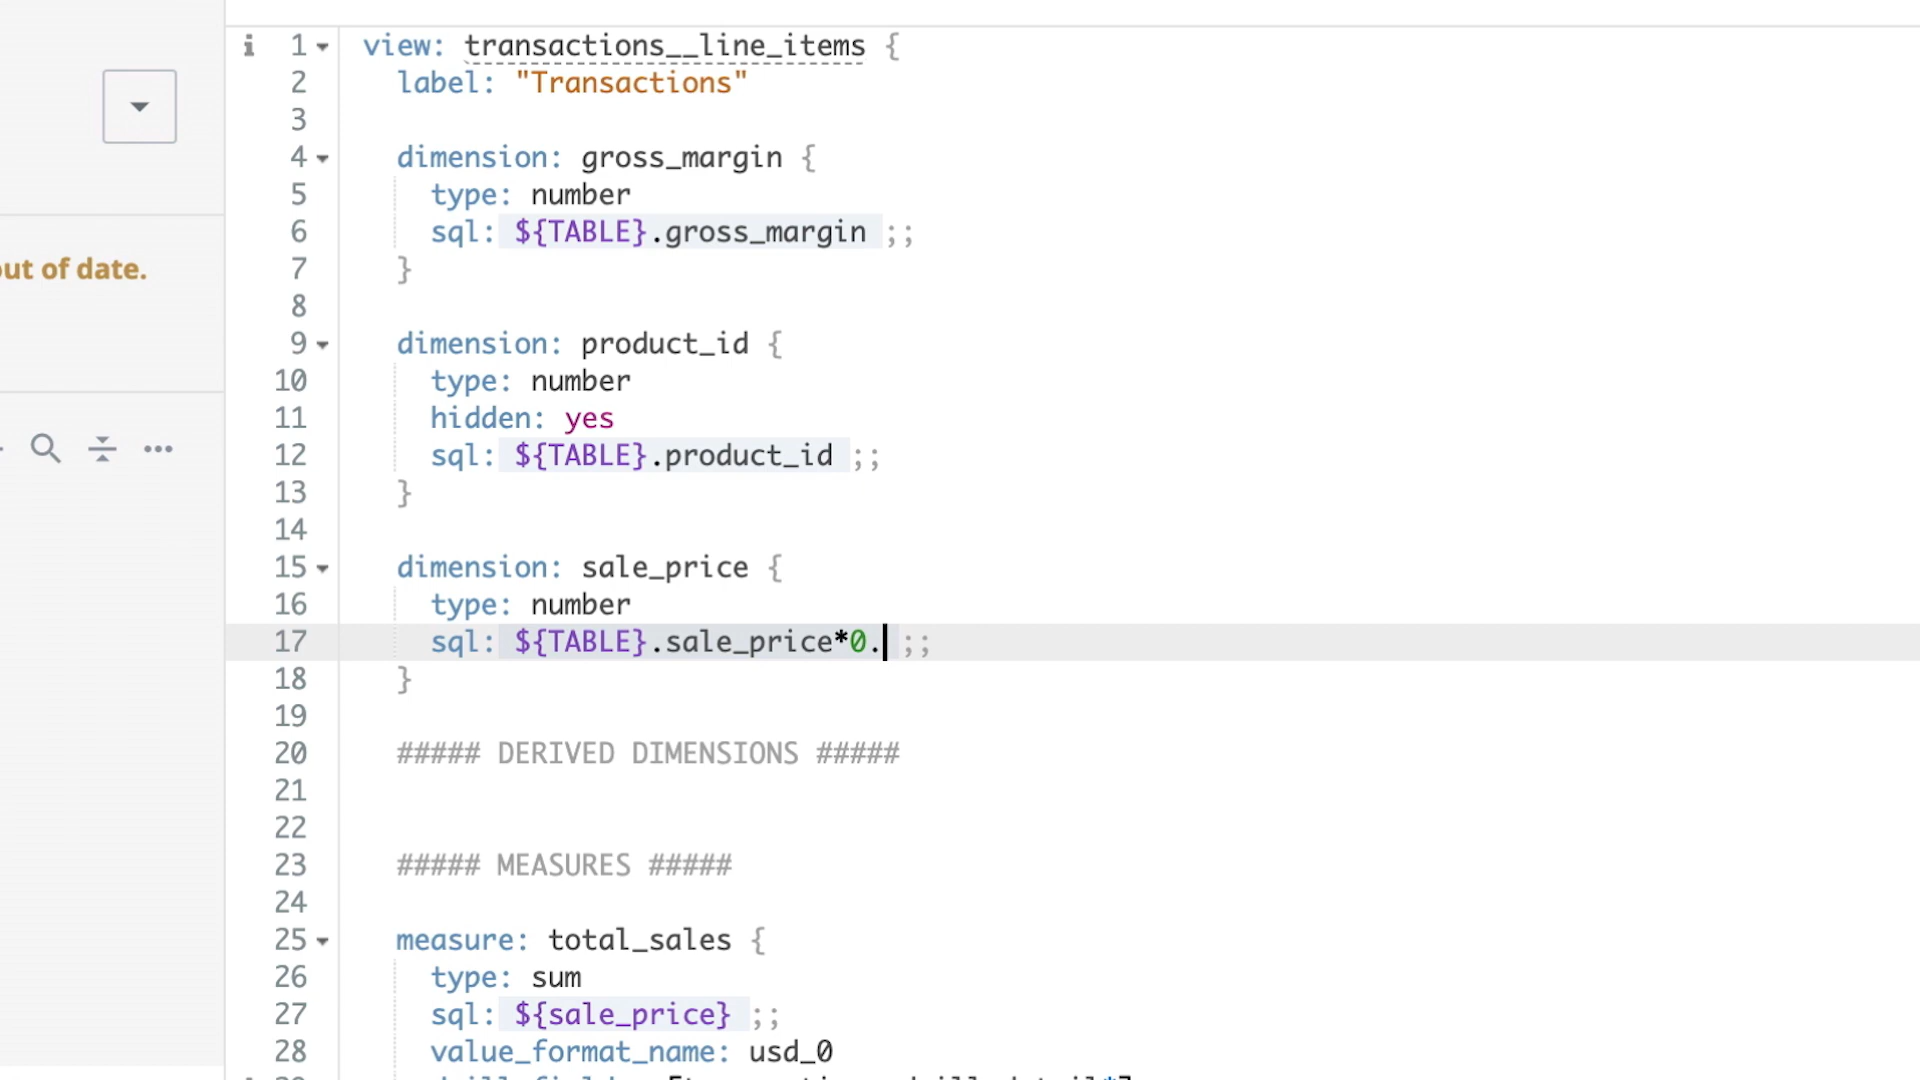 out of date.
1 view: transactions__line_items {
2 label: "Transactions"
3
4 dimension: gross_margin {
5 type: number
6 sql: ${TABLE}.gross_margin ;;
7 }
8
9 dimension: product_id {
10 type: number
11 hidden: yes
12 sql: ${TABLE}.product_id ;;
13 }
14
15 dimension: sale_price {
16 type: number
17 sql: ${TABLE}.sale_price*0. ;;
18 }
19
20 ##### DERIVED DIMENSIONS #####
21
22
23 ##### MEASURES #####
24
25 measure: total_sales {
26 type: sum
27 sql: ${sale_price} ;;
28 value_format_name: usd_0